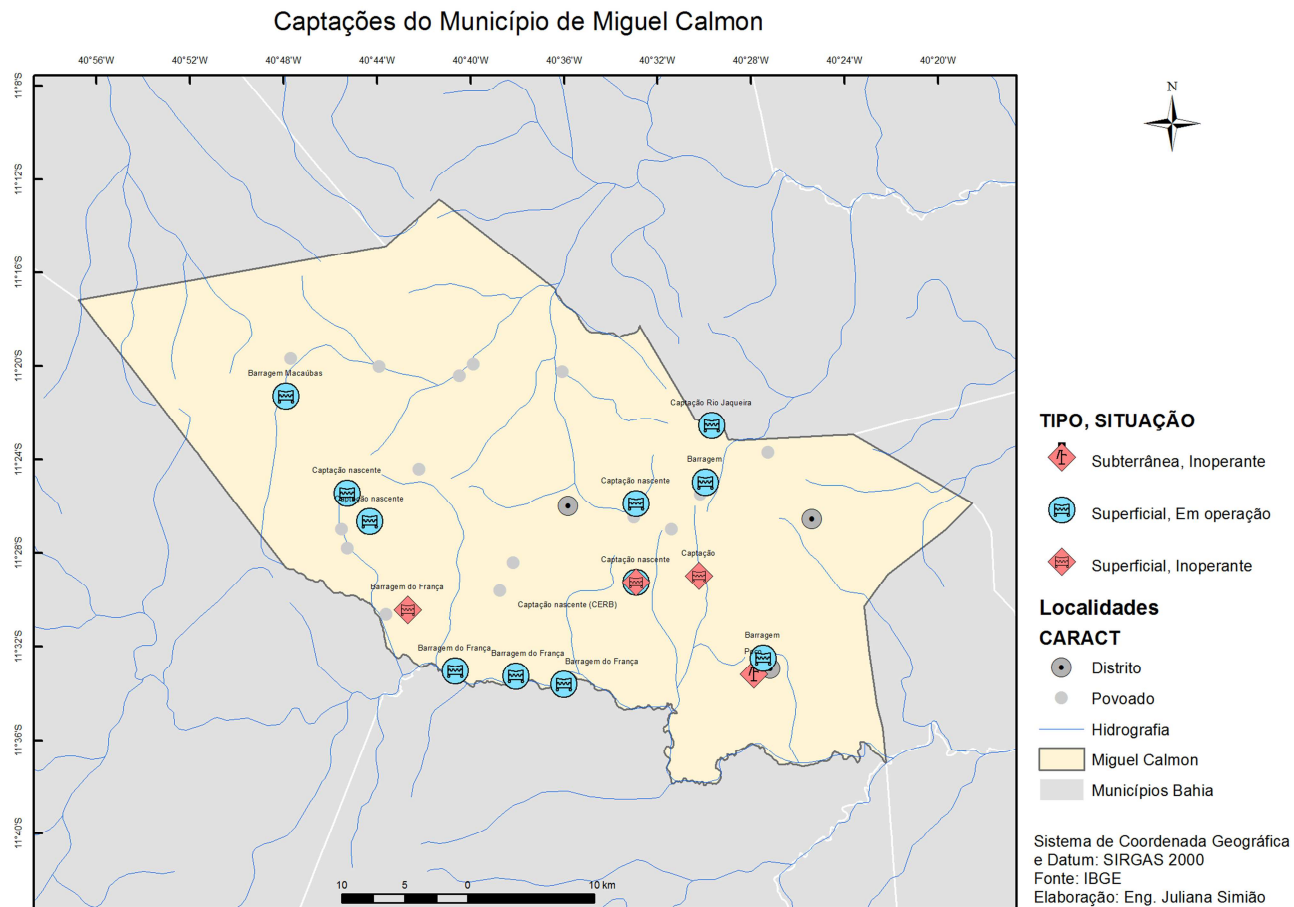 Captações do Município de Miguel Calmon
40°56'W 40°52'W 40°48'W 40°44'W 40°40'W 40°36'W 40°32'W 40°28'W 40°24'W 40°20'W
11°8'S
11°12'S
11°16'S
11°20'S
11°24'S
11°28'S
11°32'S
11°36'S
11°40'S
N
Barragem Macaúbas
Captação Rio Jaqueira
Barragem
Captação nascente
Captação nascente
Captação nascente
Captação nascente
Captação
Barragem do França
Captação nascente (CERB)
Barragem
Barragem do França
Barragem do França
Barragem do França
10 5 0 10 km
TIPO, SITUAÇÃO
Subterrânea, Inoperante
Superficial, Em operação
Superficial, Inoperante
Localidades
CARACT
Distrito
Povoado
Hidrografia
Miguel Calmon
Municípios Bahia
Sistema de Coordenada Geográfica
e Datum: SIRGAS 2000
Fonte: IBGE
Elaboração: Eng. Juliana Simião